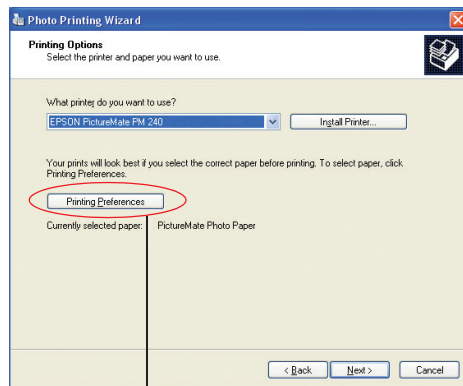 Photo Printing Wizard
Printing Options
Select the printer and paper you want to use.
What printer do you want to use?
EPSON PictureMate PM 240
Install Printer...
Your prints will look best if you select the correct paper before printing. To select paper, click
Printing Preferences.
Printing Preferences
Currently selected paper: PictureMate Photo Paper
< Back Next > Cancel